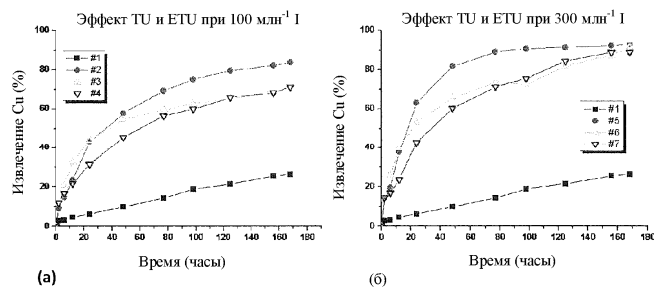 Эффект TU и ETU при 100 млн⁻¹ I
Извлечение Cu (%)
100
80
60
40
20
0
#1
#2
#3
#4
0 20 40 60 80 100 120 140 160 180
Время (часы)
(а)
Эффект TU и ETU при 300 млн⁻¹ I
Извлечение Cu (%)
100
80
60
40
20
0
#1
#5
#6
#7
0 20 40 60 80 100 120 140 160 180
Время (часы)
(б)